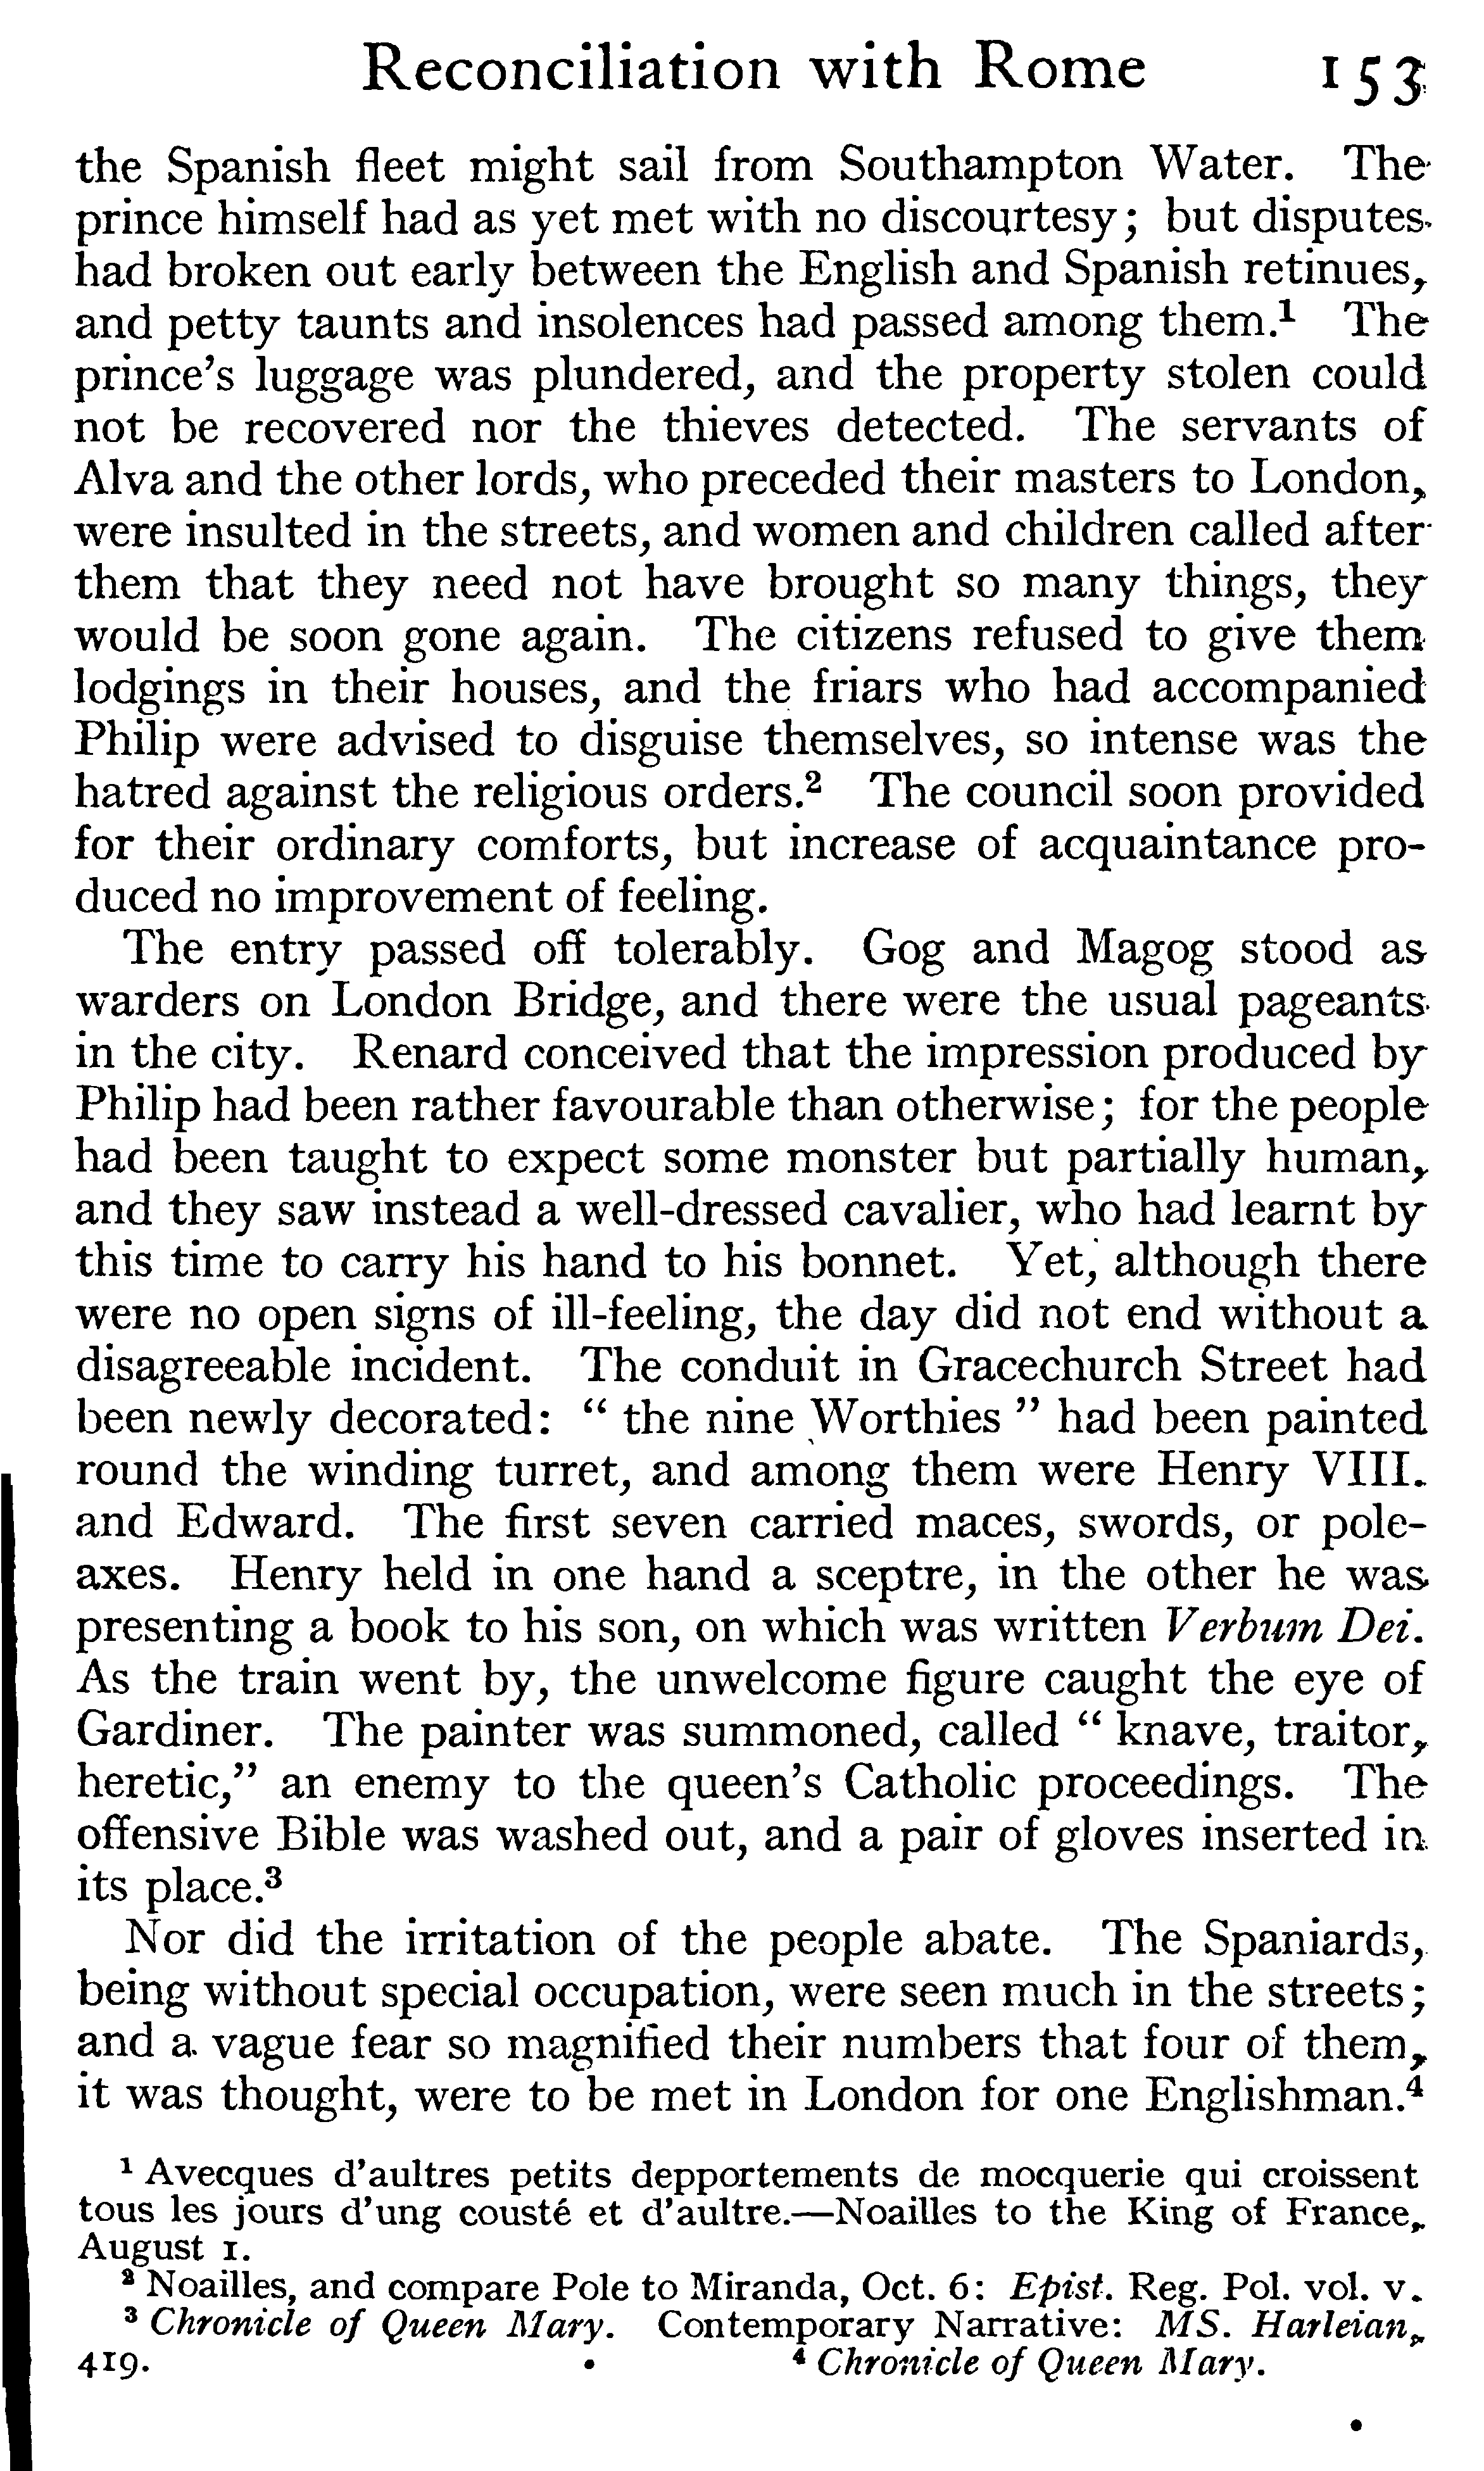 Reconciliation with Rome 153
the Spanish fleet might sail from Southampton Water. The
prince himself had as yet met with no discourtesy; but disputes
had broken out early between the English and Spanish retinues,
and petty taunts and insolences had passed among them.¹ The
prince's luggage was plundered, and the property stolen could
not be recovered nor the thieves detected. The servants of
Alva and the other lords, who preceded their masters to London,
were insulted in the streets, and women and children called after
them that they need not have brought so many things, they
would be soon gone again. The citizens refused to give them
lodgings in their houses, and the friars who had accompanied
Philip were advised to disguise themselves, so intense was the
hatred against the religious orders.² The council soon provided
for their ordinary comforts, but increase of acquaintance pro-
duced no improvement of feeling.
The entry passed off tolerably. Gog and Magog stood as
warders on London Bridge, and there were the usual pageants
in the city. Renard conceived that the impression produced by
Philip had been rather favourable than otherwise; for the people
had been taught to expect some monster but partially human,
and they saw instead a well-dressed cavalier, who had learnt by
this time to carry his hand to his bonnet. Yet, although there
were no open signs of ill-feeling, the day did not end without a
disagreeable incident. The conduit in Gracechurch Street had
been newly decorated: " the nine Worthies " had been painted
round the winding turret, and among them were Henry VIII.
and Edward. The first seven carried maces, swords, or pole-
axes. Henry held in one hand a sceptre, in the other he was
presenting a book to his son, on which was written Verbum Dei.
As the train went by, the unwelcome figure caught the eye of
Gardiner. The painter was summoned, called " knave, traitor,
heretic," an enemy to the queen's Catholic proceedings. The
offensive Bible was washed out, and a pair of gloves inserted in
its place.³
Nor did the irritation of the people abate. The Spaniards,
being without special occupation, were seen much in the streets;
and a vague fear so magnified their numbers that four of them,
it was thought, were to be met in London for one Englishman.⁴
¹ Avecques d'aultres petits depportements de mocquerie qui croissent
tous les jours d'ung cousté et d'aultre.—Noailles to the King of France,
August 1.
² Noailles, and compare Pole to Miranda, Oct. 6: Epist. Reg. Pol. vol. v.
³ Chronicle of Queen Mary. Contemporary Narrative: MS. Harleian,
419. ⁴ Chronicle of Queen Mary.